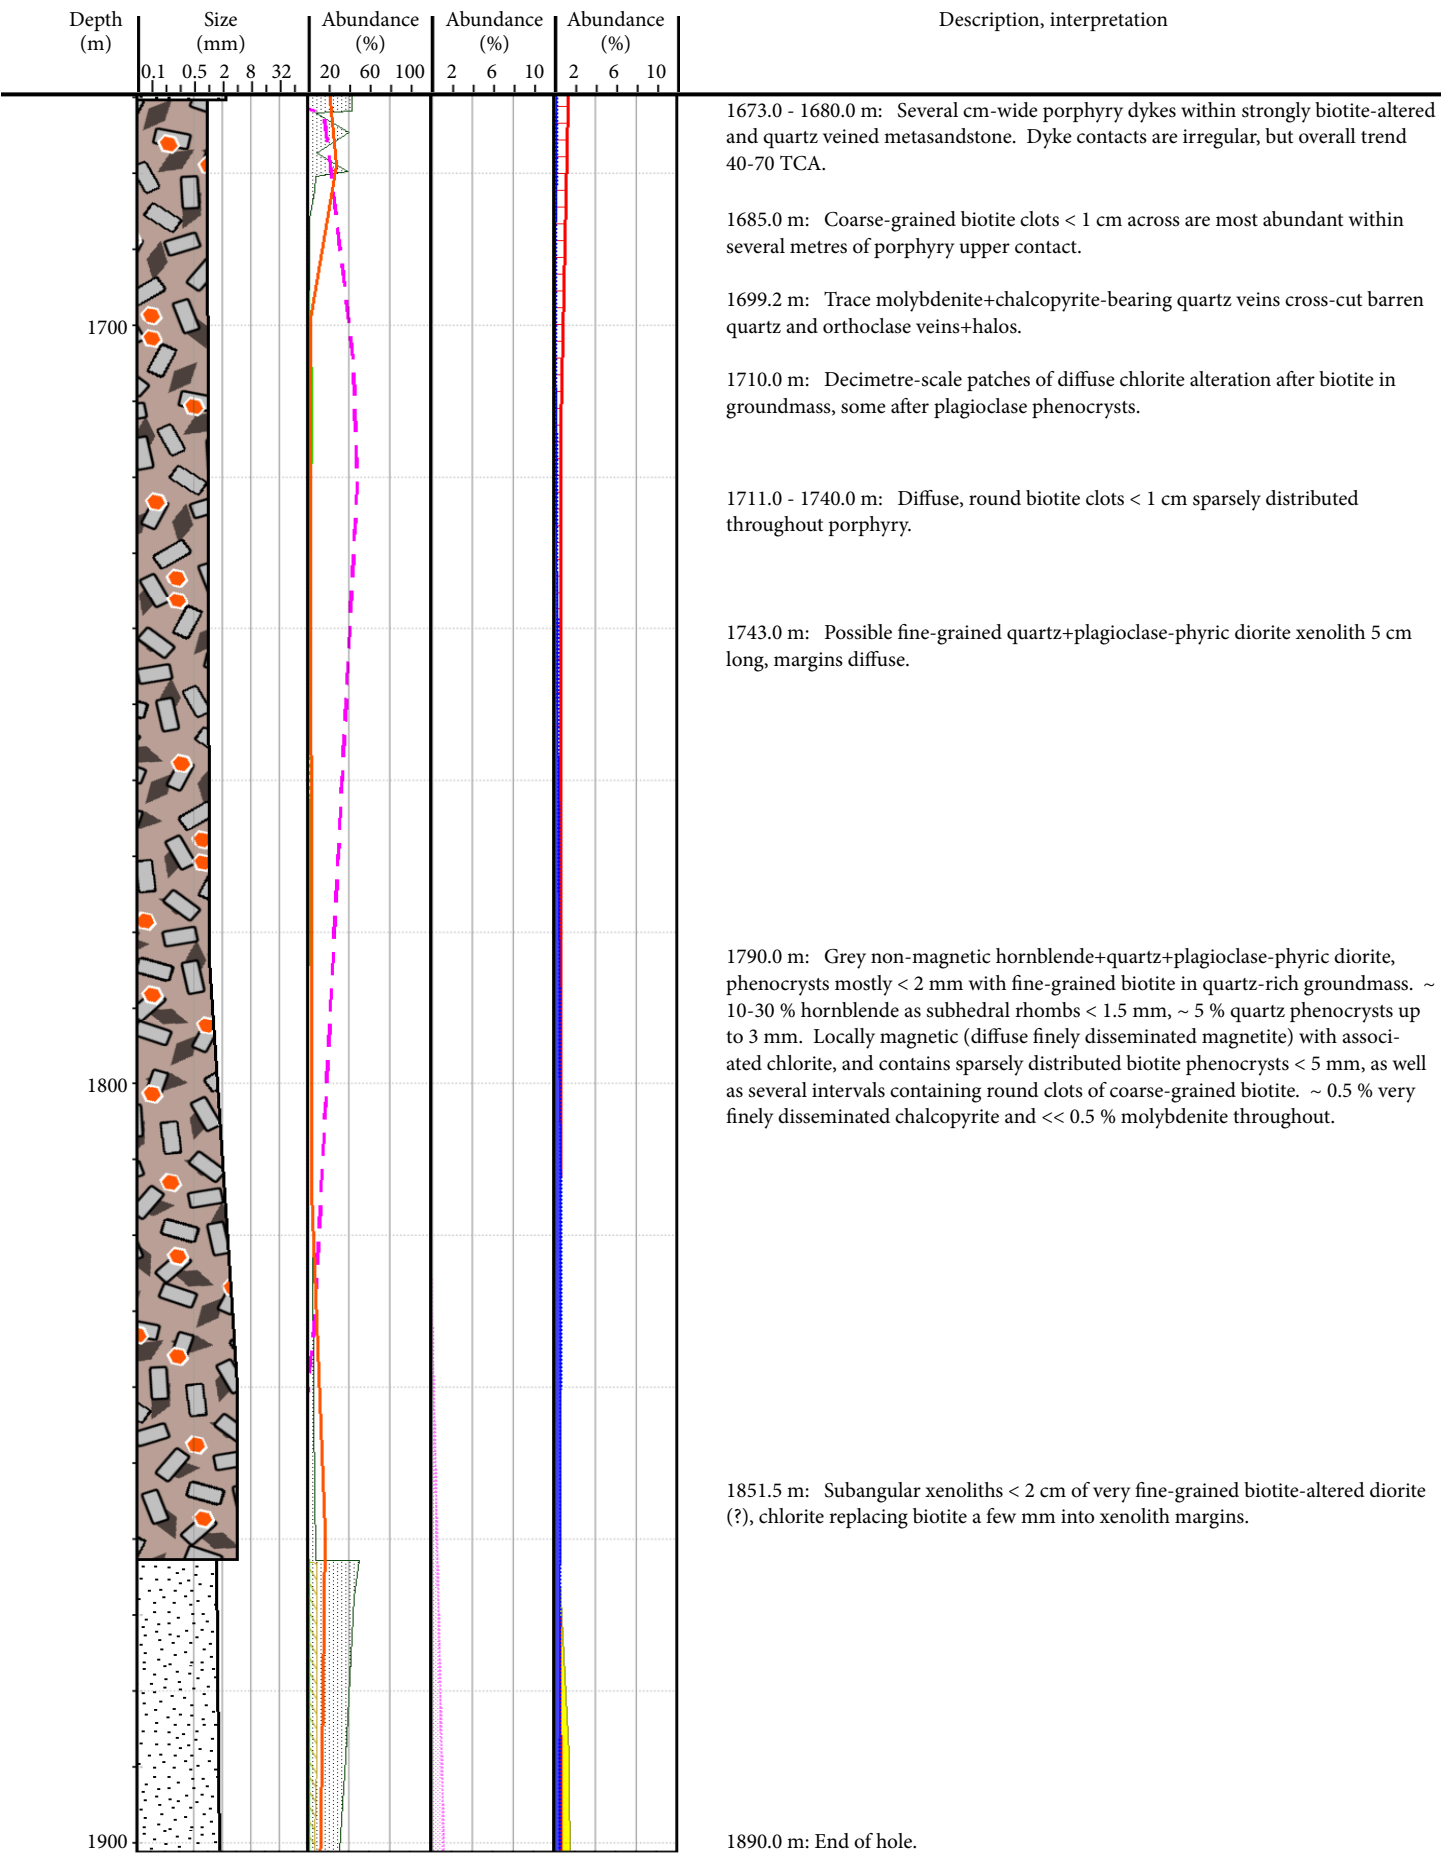 Depth
(m)
Size
(mm)
Abundance
(%)
Abundance
(%)
Abundance
(%)
Description, interpretation
0.1 0.5 2 8 32
20 60 100
2 6 10
2 6 10
1673.0 - 1680.0 m: Several cm-wide porphyry dykes within strongly biotite-altered
and quartz veined metasandstone. Dyke contacts are irregular, but overall trend
40-70 TCA.
1685.0 m: Coarse-grained biotite clots < 1 cm across are most abundant within
several metres of porphyry upper contact.
1699.2 m: Trace molybdenite+chalcopyrite-bearing quartz veins cross-cut barren
quartz and orthoclase veins+halos.
1700
1710.0 m: Decimetre-scale patches of diffuse chlorite alteration after biotite in
groundmass, some after plagioclase phenocrysts.
1711.0 - 1740.0 m: Diffuse, round biotite clots < 1 cm sparsely distributed
throughout porphyry.
1743.0 m: Possible fine-grained quartz+plagioclase-phyric diorite xenolith 5 cm
long, margins diffuse.
1790.0 m: Grey non-magnetic hornblende+quartz+plagioclase-phyric diorite,
phenocrysts mostly < 2 mm with fine-grained biotite in quartz-rich groundmass. ~
10-30 % hornblende as subhedral rhombs < 1.5 mm, ~ 5 % quartz phenocrysts up
to 3 mm. Locally magnetic (diffuse finely disseminated magnetite) with associ-
ated chlorite, and contains sparsely distributed biotite phenocrysts < 5 mm, as well
as several intervals containing round clots of coarse-grained biotite. ~ 0.5 % very
finely disseminated chalcopyrite and << 0.5 % molybdenite throughout.
1800
1851.5 m: Subangular xenoliths < 2 cm of very fine-grained biotite-altered diorite
(?), chlorite replacing biotite a few mm into xenolith margins.
1900
1890.0 m: End of hole.